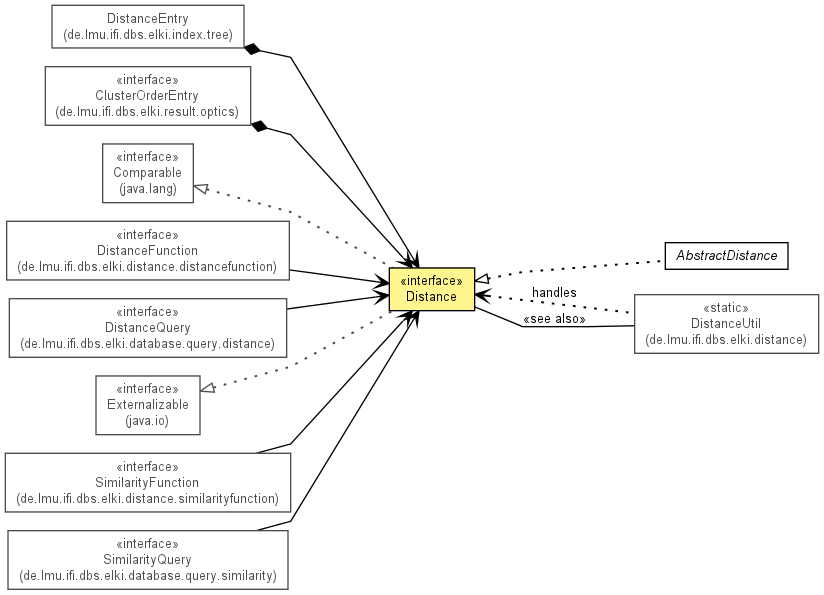 DistanceEntry
(de.lmu.ifi.dbs.elki.index.tree)
«interface»
ClusterOrderEntry
(de.lmu.ifi.dbs.elki.result.optics)
«interface»
Comparable
(java.lang)
«interface»
DistanceFunction
(de.lmu.ifi.dbs.elki.distance.distancefunction)
«interface»
DistanceQuery
(de.lmu.ifi.dbs.elki.database.query.distance)
«interface»
Externalizable
(java.io)
«interface»
SimilarityFunction
(de.lmu.ifi.dbs.elki.distance.similarityfunction)
«interface»
SimilarityQuery
(de.lmu.ifi.dbs.elki.database.query.similarity)
«interface»
Distance
handles
«see also»
AbstractDistance
«static»
DistanceUtil
(de.lmu.ifi.dbs.elki.distance)